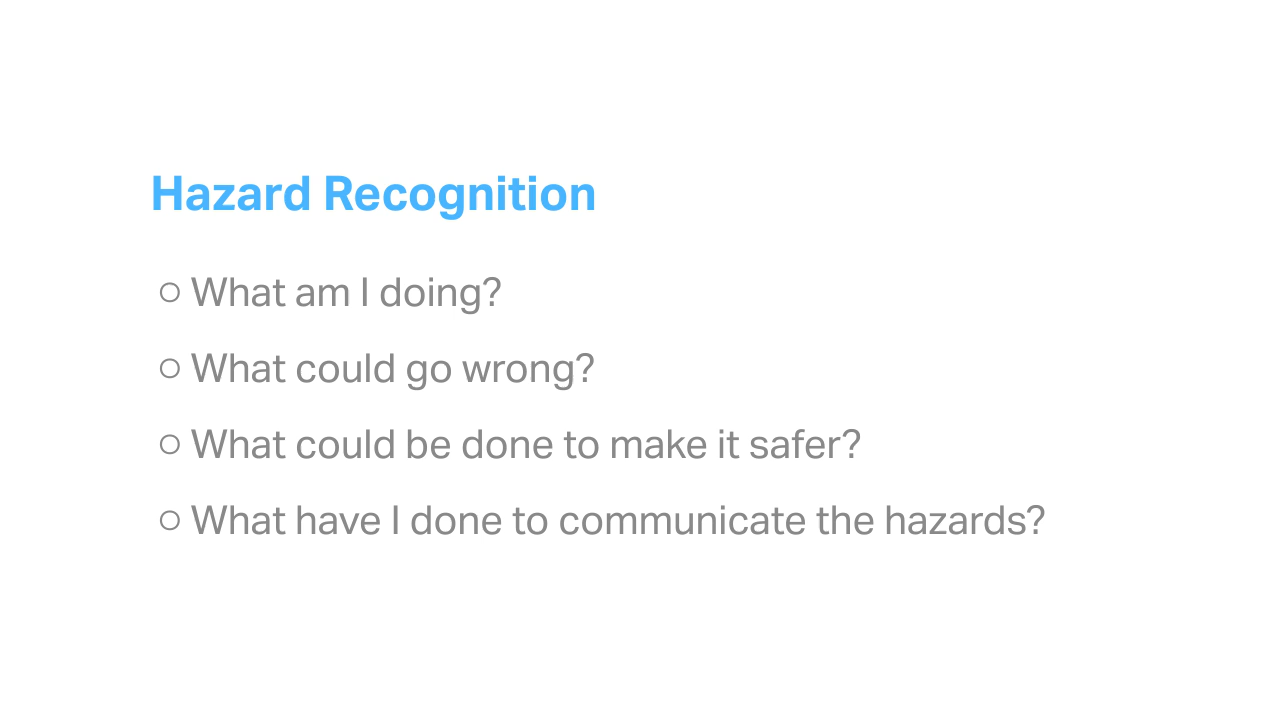 Hazard Recognition
○ What am I doing?
○ What could go wrong?
○ What could be done to make it safer?
○ What have I done to communicate the hazards?